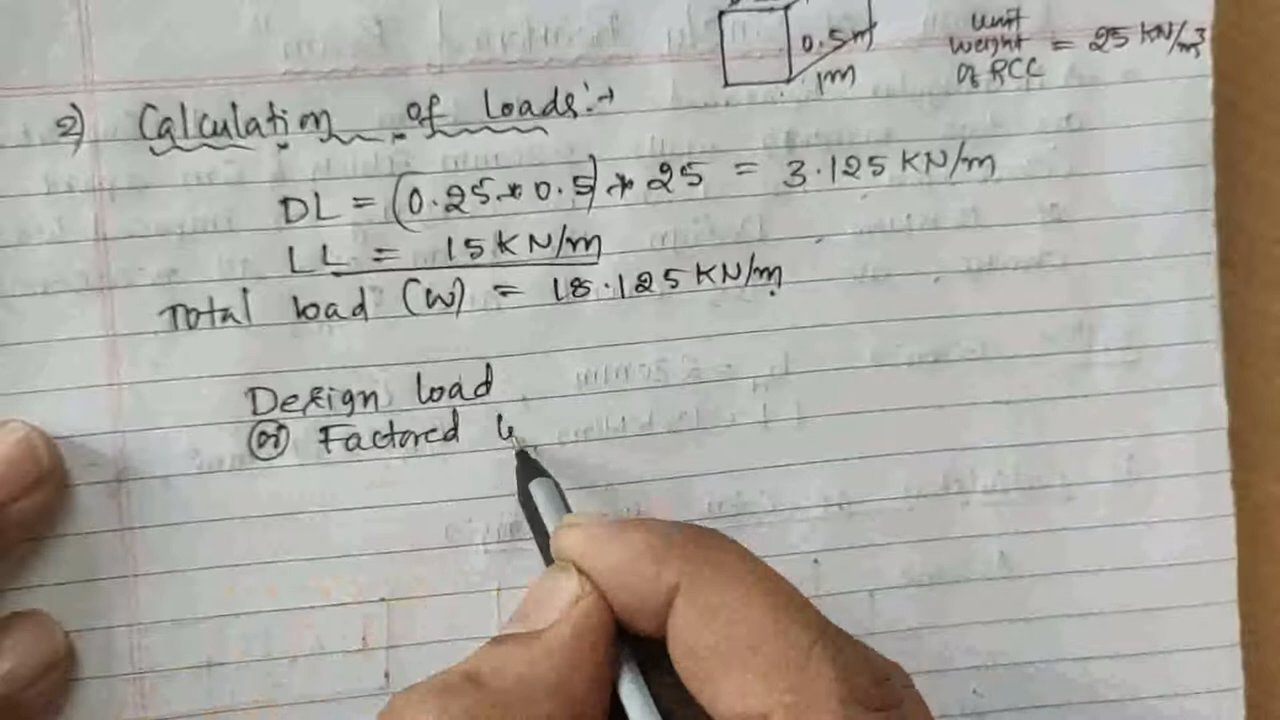 0.5m
1m
unit
weight = 25 KN/m³
of RCC
2) Calculation of loads:→
DL = (0.25 * 0.5) * 25 = 3.125 KN/m
LL = 15 KN/m
Total load (W) = 18.125 KN/m.
Design load
(or) Factored